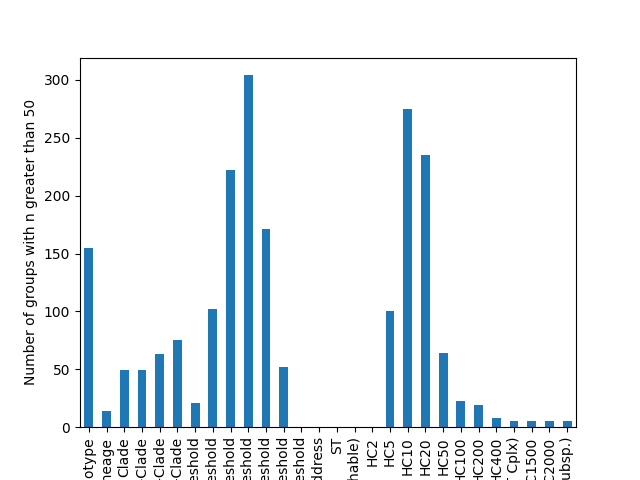 Number of groups with n greater than 50
300
250
200
150
100
50
0
otype
neage
Clade
-Clade
-Clade
-Clade
eshold
eshold
eshold
eshold
eshold
eshold
eshold
ddress
ST
hable)
HC2
HC5
HC10
HC20
HC50
HC100
HC200
HC400
Cplx)
C1500
C2000
ubsp.)